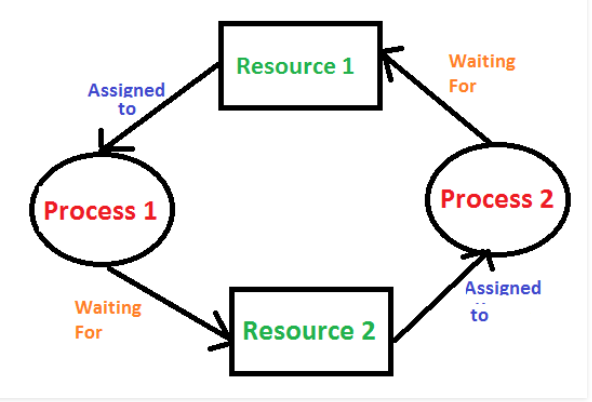 Resource 1
Waiting
For
Assigned
to
Process 1
Process 2
Waiting
For
Resource 2
Assigned
to